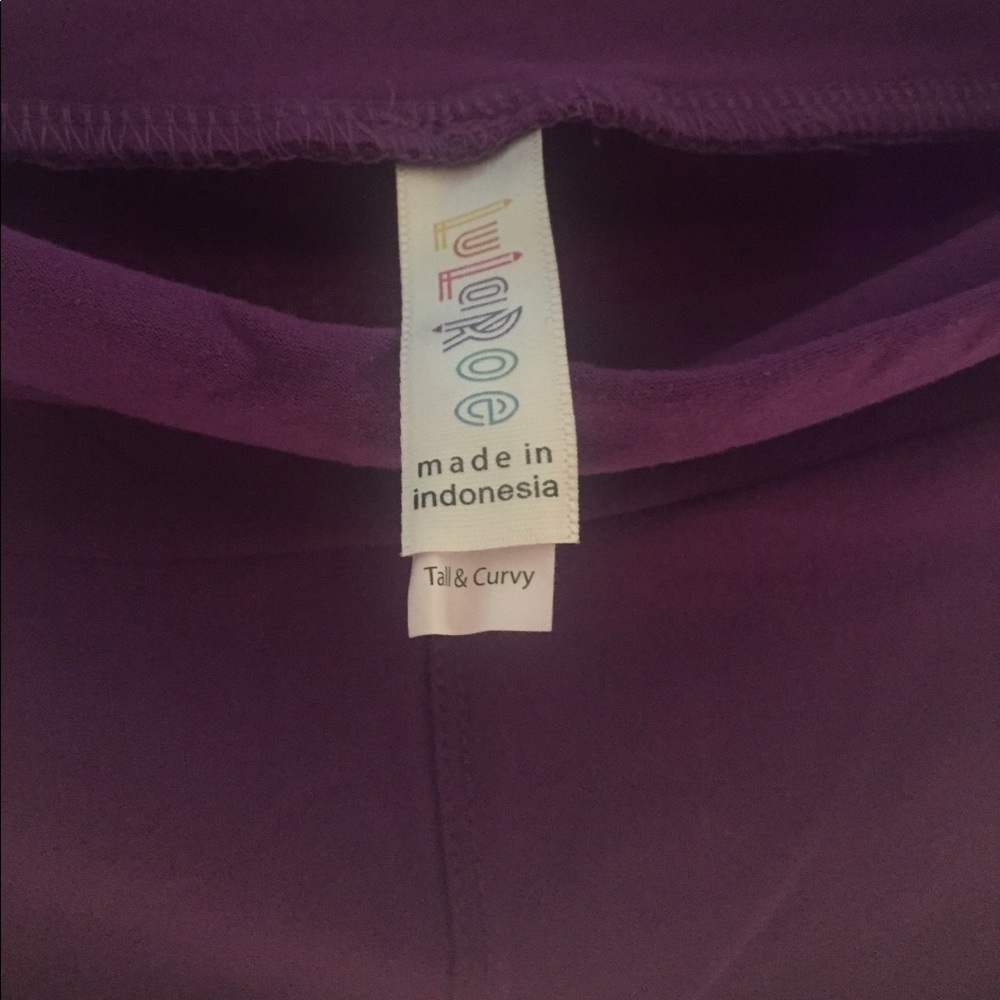 LuLaRoe
made in
indonesia
Tall & Curvy